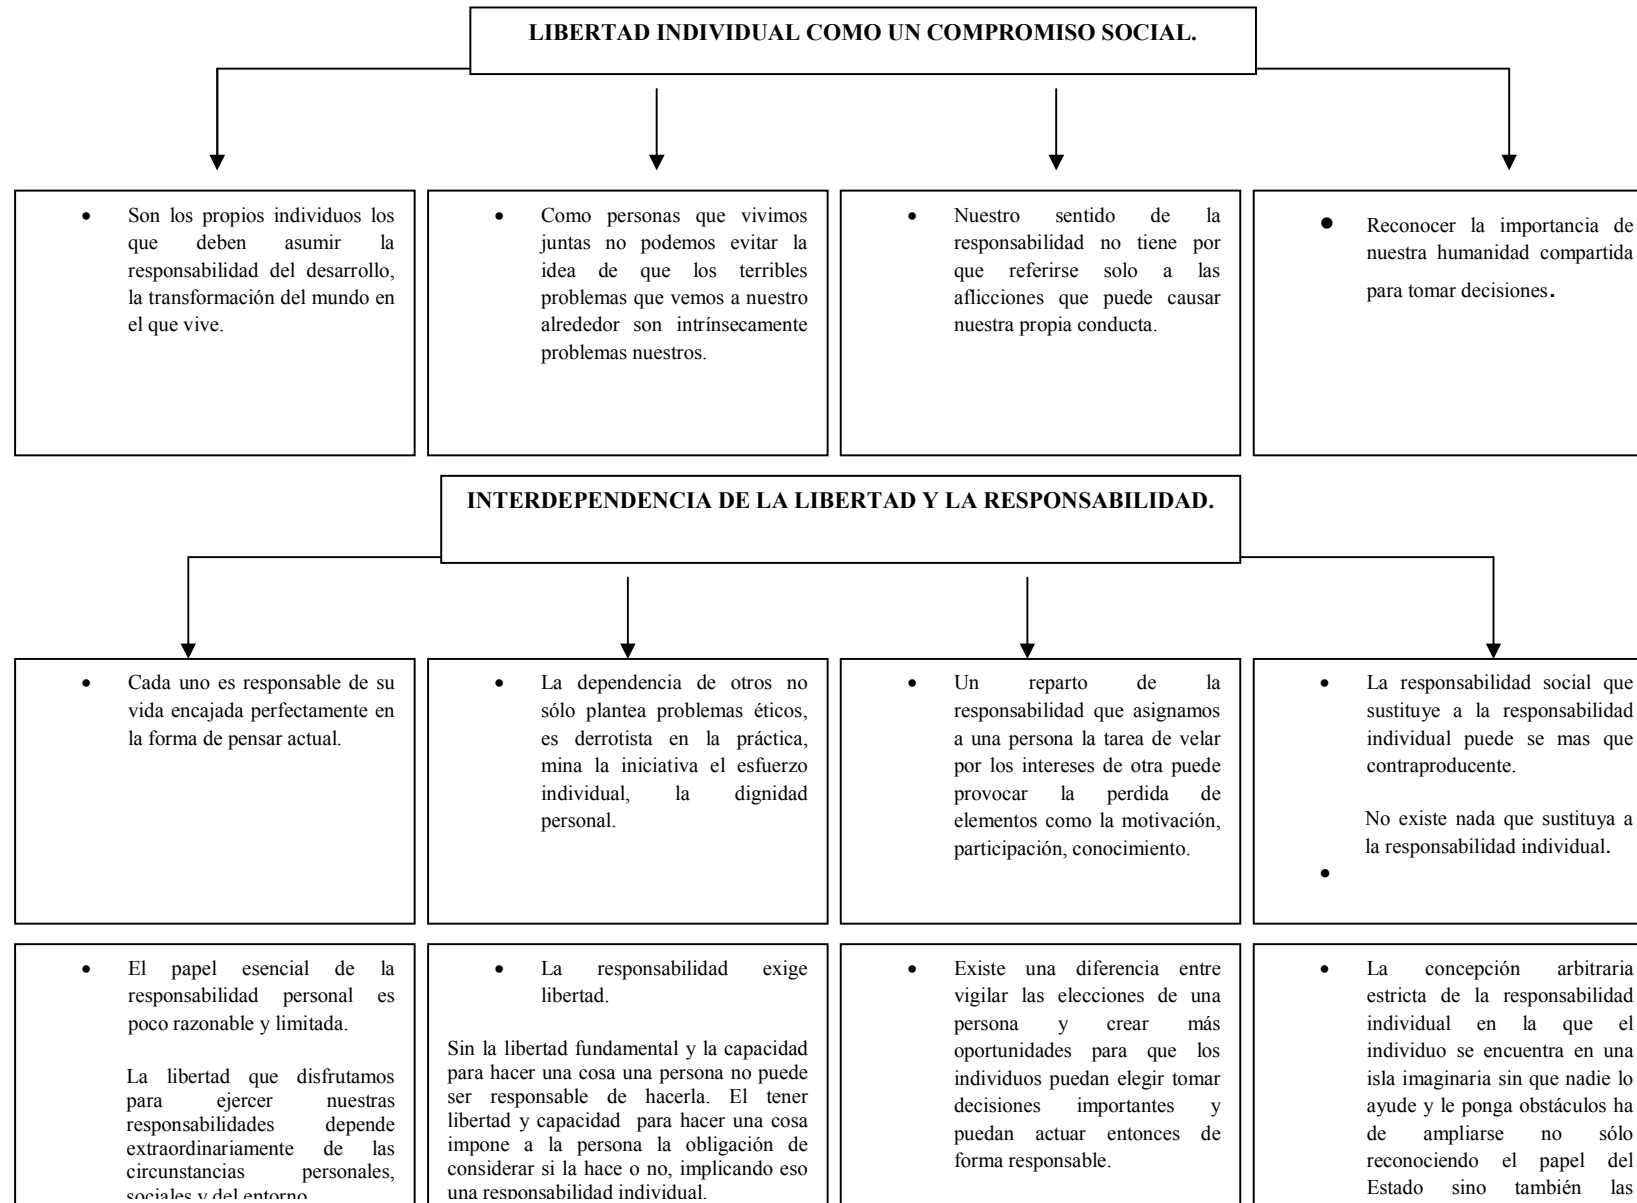 LIBERTAD INDIVIDUAL COMO UN COMPROMISO SOCIAL.
• Son los propios individuos los
que deben asumir la
responsabilidad del desarrollo,
la transformación del mundo en
el que vive.
• Como personas que vivimos
juntas no podemos evitar la
idea de que los terribles
problemas que vemos a nuestro
alrededor son intrínsecamente
problemas nuestros.
• Nuestro sentido de la
responsabilidad no tiene por
que referirse solo a las
aflicciones que puede causar
nuestra propia conducta.
• Reconocer la importancia de
nuestra humanidad compartida
para tomar decisiones.
INTERDEPENDENCIA DE LA LIBERTAD Y LA RESPONSABILIDAD.
• Cada uno es responsable de su
vida encajada perfectamente en
la forma de pensar actual.
• La dependencia de otros no
sólo plantea problemas éticos,
es derrotista en la práctica,
mina la iniciativa el esfuerzo
individual, la dignidad
personal.
• Un reparto de la
responsabilidad que asignamos
a una persona la tarea de velar
por los intereses de otra puede
provocar la perdida de
elementos como la motivación,
participación, conocimiento.
• La responsabilidad social que
sustituye a la responsabilidad
individual puede se mas que
contraproducente.
No existe nada que sustituya a
la responsabilidad individual.
•
• El papel esencial de la
responsabilidad personal es
poco razonable y limitada.
La libertad que disfrutamos
para ejercer nuestras
responsabilidades depende
extraordinariamente de las
circunstancias personales,
sociales y del entorno
• La responsabilidad exige
libertad.
Sin la libertad fundamental y la capacidad
para hacer una cosa una persona no puede
ser responsable de hacerla. El tener
libertad y capacidad para hacer una cosa
impone a la persona la obligación de
considerar si la hace o no, implicando eso
una responsabilidad individual.
• Existe una diferencia entre
vigilar las elecciones de una
persona y crear más
oportunidades para que los
individuos puedan elegir tomar
decisiones importantes y
puedan actuar entonces de
forma responsable.
• La concepción arbitraria
estricta de la responsabilidad
individual en la que el
individuo se encuentra en una
isla imaginaria sin que nadie lo
ayude y le ponga obstáculos ha
de ampliarse no sólo
reconociendo el papel del
Estado sino también las